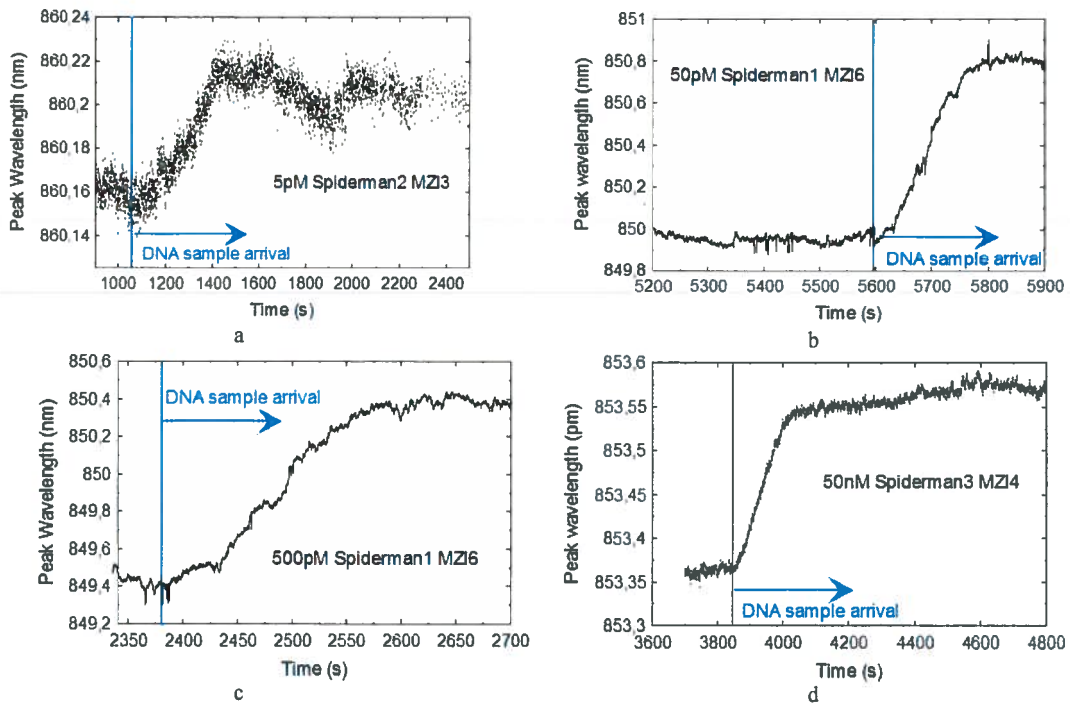 860,24
860,22
860,2
860,18
860,16
860,14
Peak Wavelength (nm)
5pM Spiderman2 MZI3
DNA sample arrival
1000 1200 1400 1600 1800 2000 2200 2400
Time (s)
a
851
850,8
850,6
850,4
850,2
850
849,8
Peak wavelength (nm)
50pM Spiderman1 MZI6
DNA sample arrival
5200 5300 5400 5500 5600 5700 5800 5900
Time (s)
b
850,6
850,4
850,2
850
849,8
849,6
849,4
849,2
Peak Wavelength (nm)
DNA sample arrival
500pM Spiderman1 MZI6
2350 2400 2450 2500 2550 2600 2650 2700
Time (s)
c
853,6
853,55
853,5
853,45
853,4
853,35
853,3
Peak wavelength (pm)
50nM Spiderman3 MZI4
DNA sample arrival
3600 3800 4000 4200 4400 4600 4800
Time (s)
d